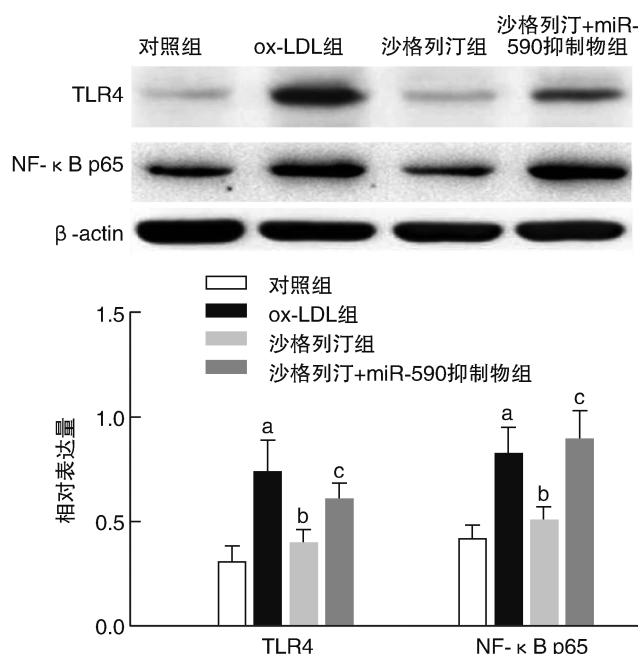 对照组 ox-LDL组 沙格列汀组 沙格列汀+miR-
590抑制物组
TLR4
NF-κB p65
β-actin
对照组
ox-LDL组
沙格列汀组
沙格列汀+miR-590抑制物组
相对表达量
1.5
1.0
0.5
0.0
a
b
c
a
b
c
TLR4 NF-κB p65